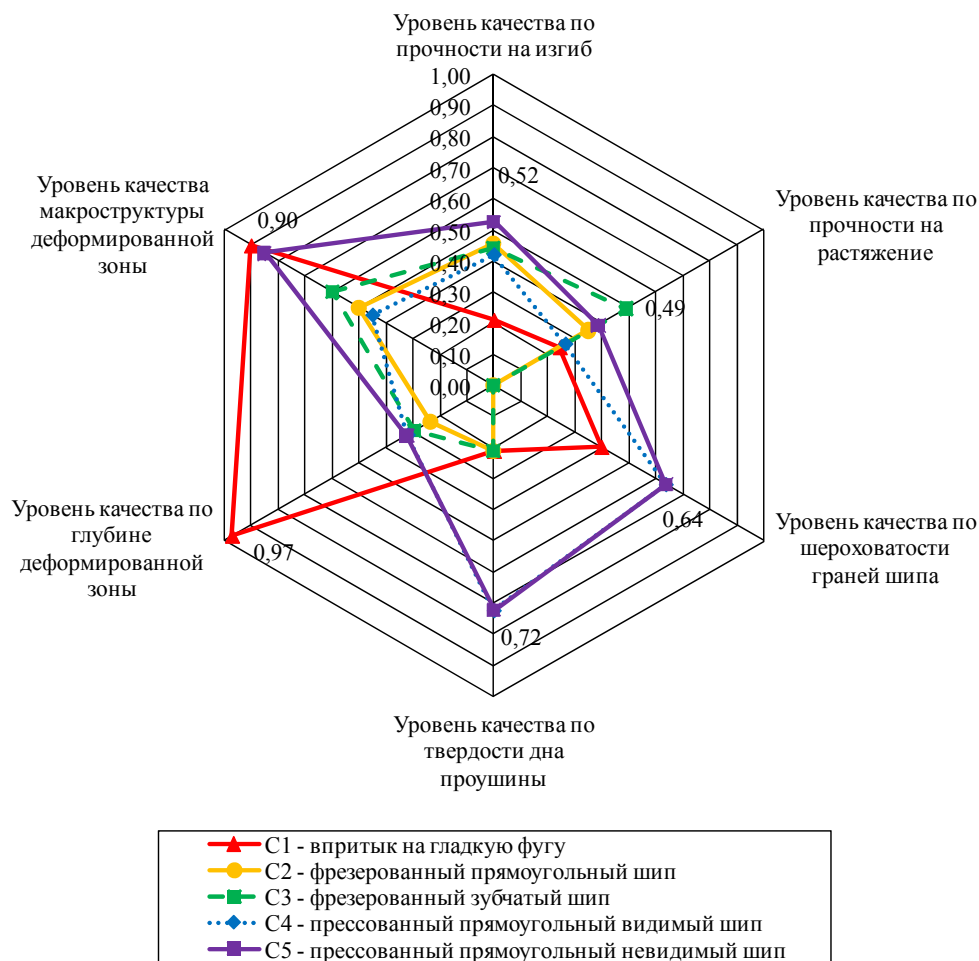 Уровень качества по
прочности на изгиб
1,00
0,90
0,80
0,70
0,60
0,50
0,40
0,30
0,20
0,10
0,00
0,52
Уровень качества по
прочности на
растяжение
0,49
Уровень качества по
шероховатости
граней шипа
0,64
Уровень качества по
твердости дна
проушины
0,72
Уровень качества по
глубине
деформированной
зоны
0,97
Уровень качества
макроструктуры
деформированной
зоны
0,90
С1 - впритык на гладкую фугу
С2 - фрезерованный прямоугольный шип
С3 - фрезерованный зубчатый шип
С4 - прессованный прямоугольный видимый шип
С5 - прессованный прямоугольный невидимый шип